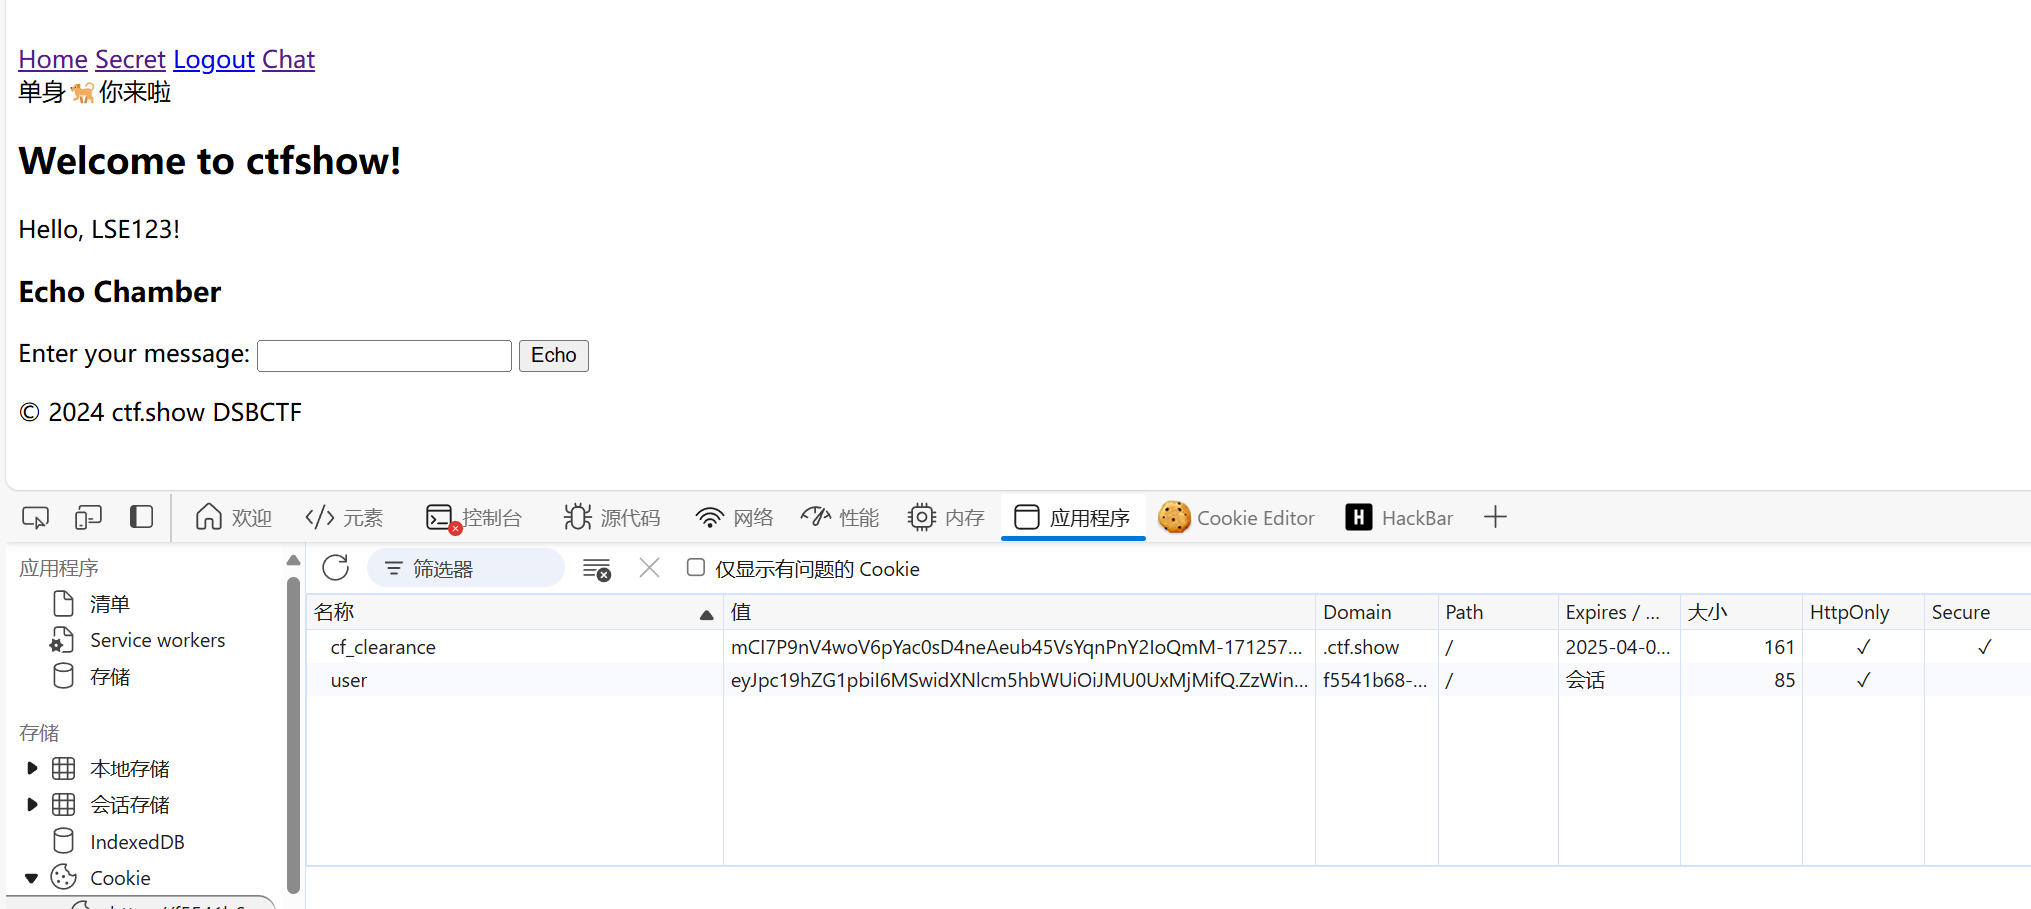 Home Secret Logout Chat
单身🐕你来啦
Welcome to ctfshow!
Hello, LSE123!
Echo Chamber
Enter your message: Echo
© 2024 ctf.show DSBCTF
欢迎 元素 控制台 源代码 网络 性能 内存 应用程序 Cookie Editor H HackBar
应用程序
清单
Service workers
存储
存储
本地存储
会话存储
IndexedDB
Cookie
筛选器 仅显示有问题的 Cookie
名称 值 Domain Path Expires / ... 大小 HttpOnly Secure
cf_clearance mCI7P9nV4woV6pYac0sD4neAeub45VsYqnPnY2IoQmM-171257... .ctf.show / 2025-04-0... 161 ✓ ✓
user eyJpc19hZG1pbiI6MSwidXNlcm5hbWUiOiJMU0UxMjMifQ.ZzWin... f5541b68-... / 会话 85 ✓